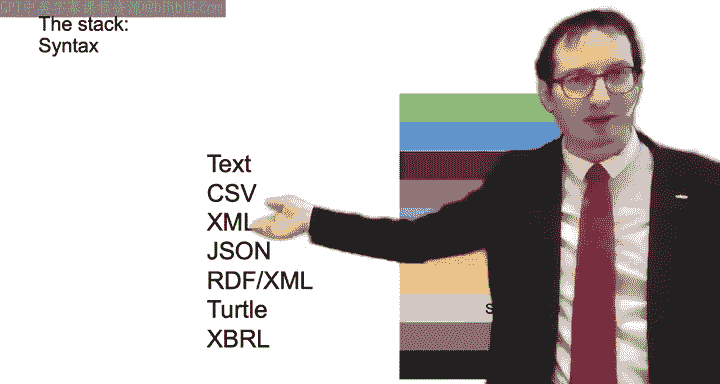 The stack:
Syntax
Text
CSV
XML
JSON
RDF/XML
Turtle
XBRL